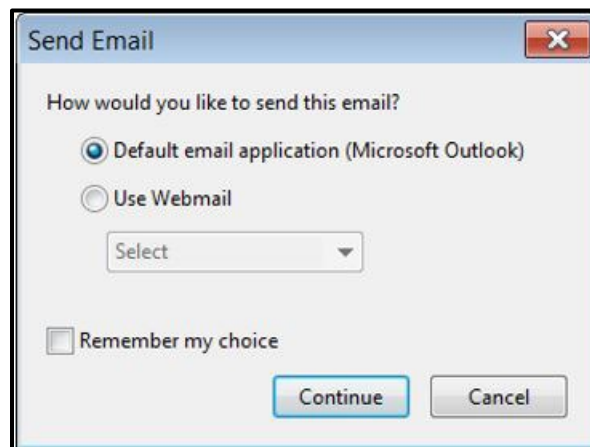 Send Email
How would you like to send this email?
Default email application (Microsoft Outlook)
Use Webmail
Select
Remember my choice
Continue
Cancel